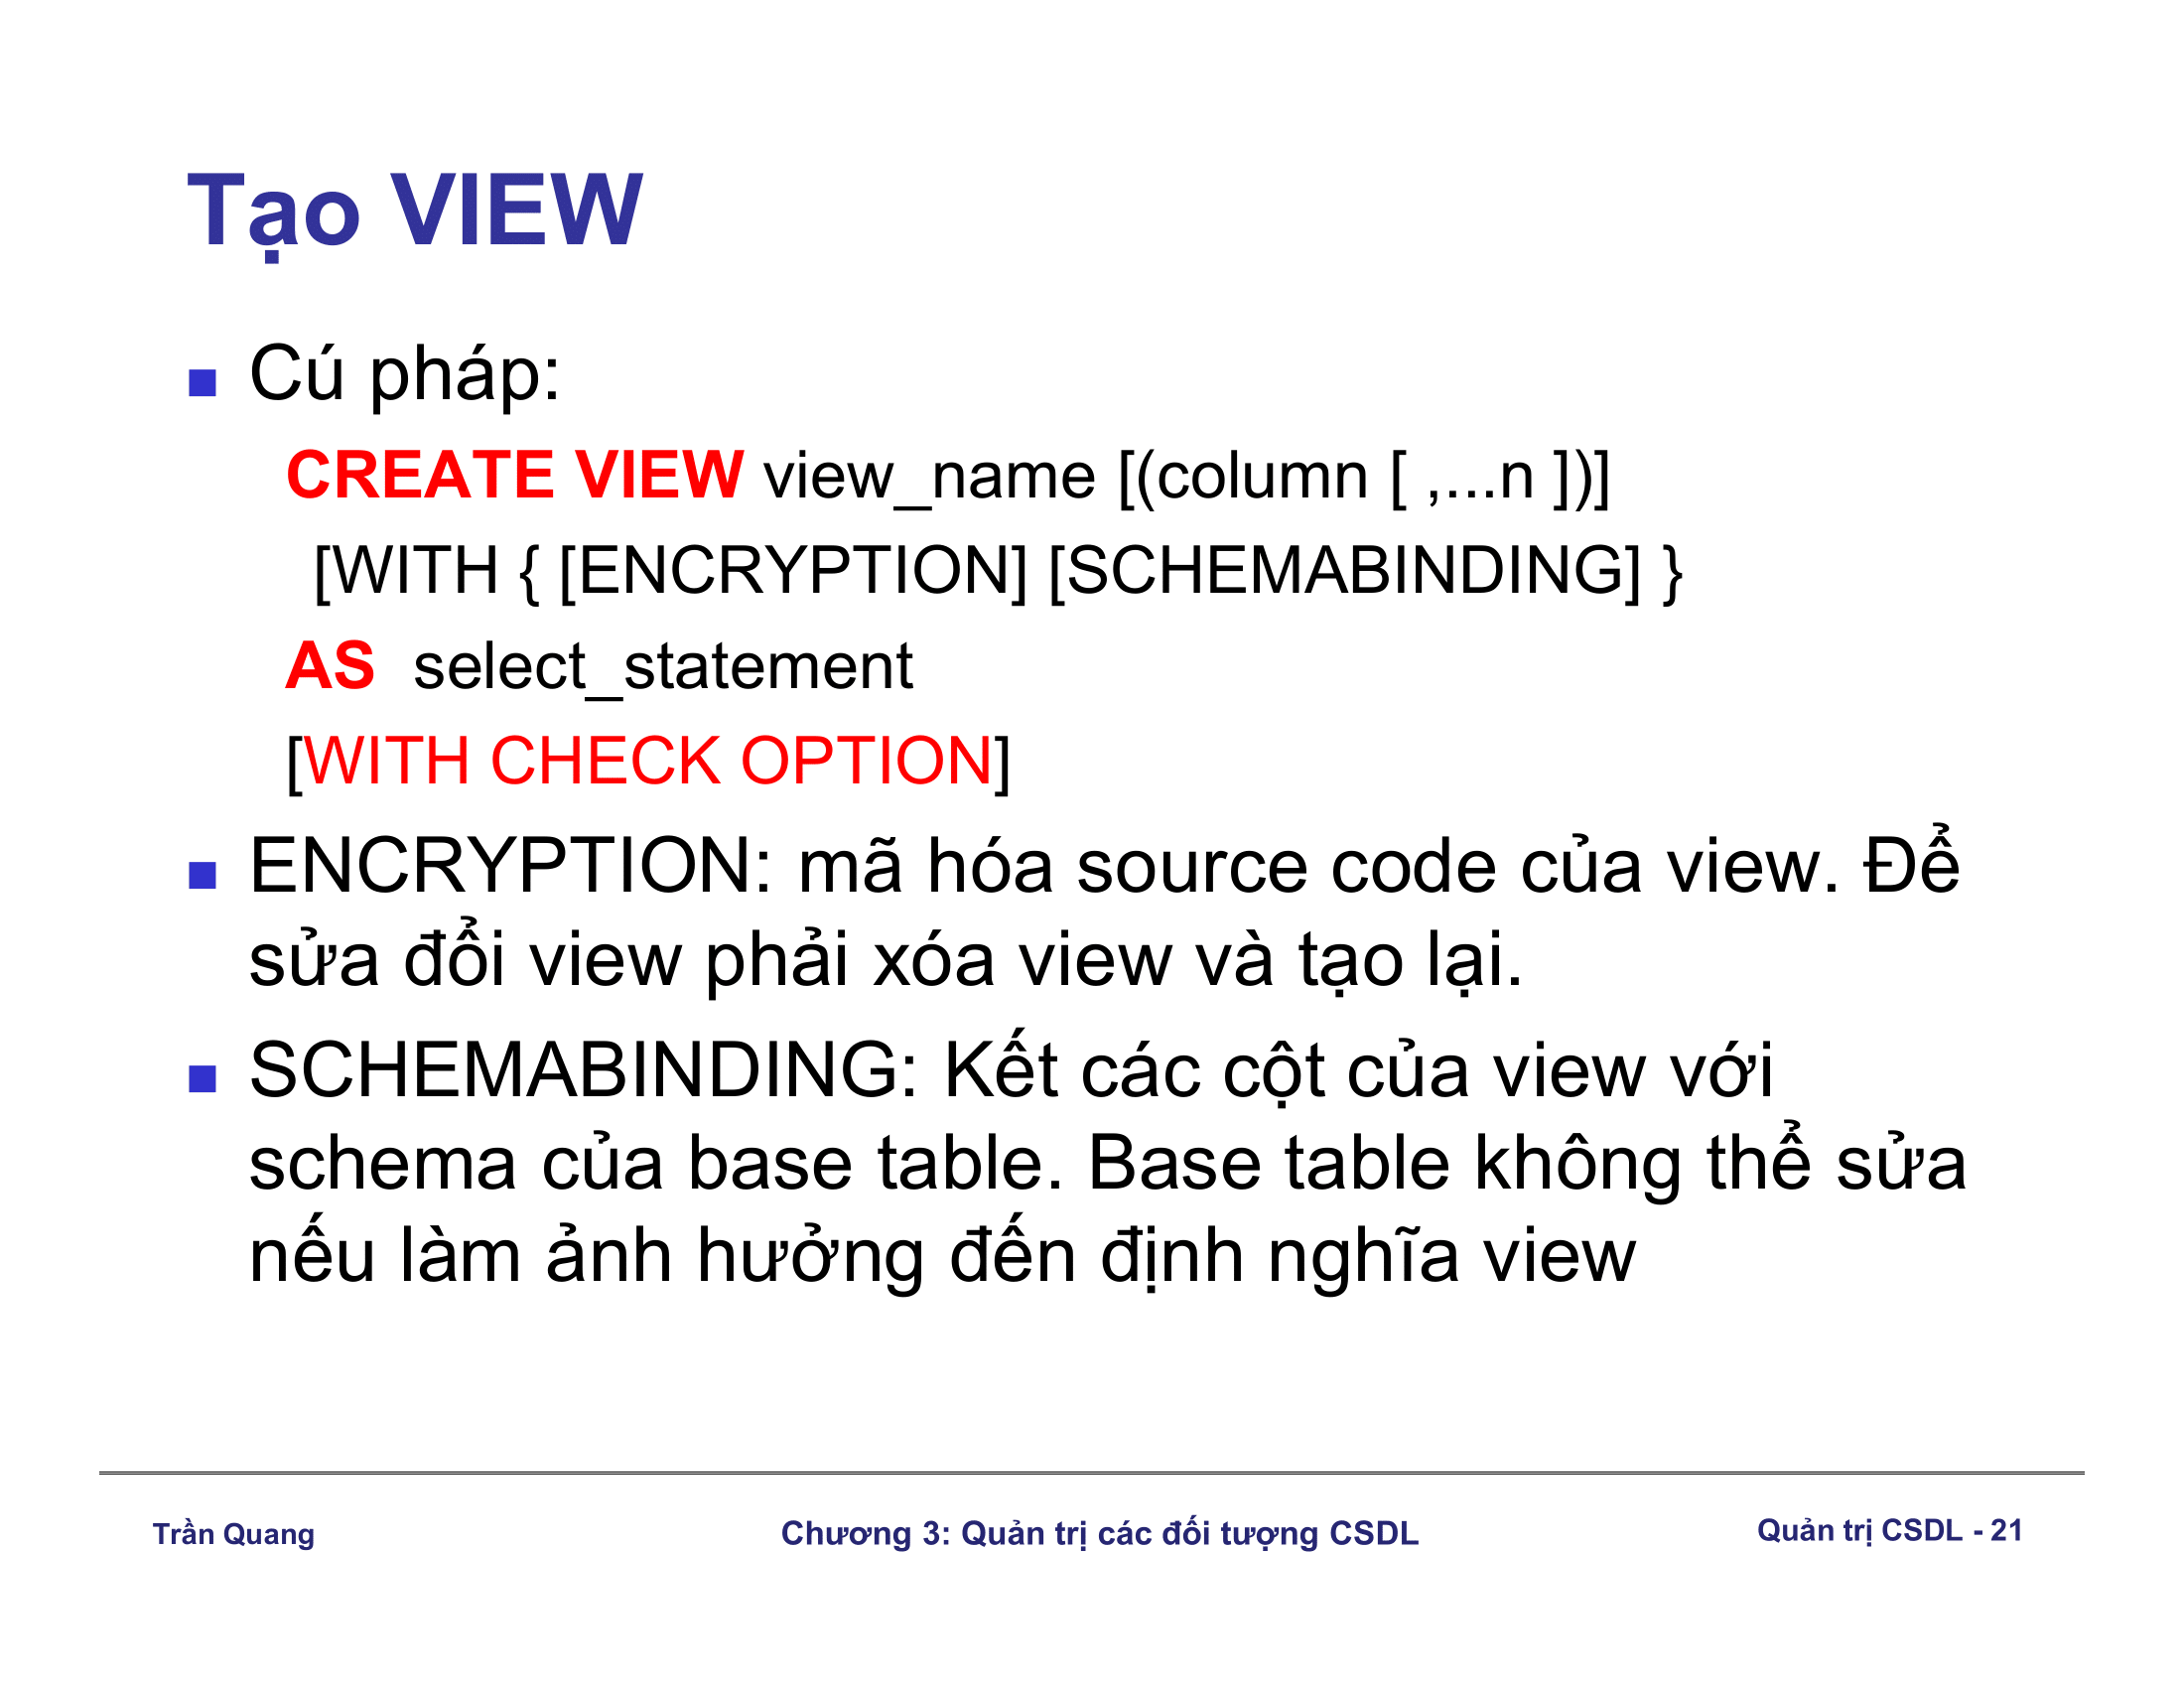 Tạo VIEW
Cú pháp:
CREATE VIEW view_name [(column [ ,...n ])]
[WITH { [ENCRYPTION] [SCHEMABINDING] }
AS select_statement
[WITH CHECK OPTION]
ENCRYPTION: mã hóa source code của view. Để
sửa đổi view phải xóa view và tạo lại.
SCHEMABINDING: Kết các cột của view với
schema của base table. Base table không thể sửa
nếu làm ảnh hưởng đến định nghĩa view
Trần Quang
Chương 3: Quản trị các đối tượng CSDL
Quản trị CSDL - 21